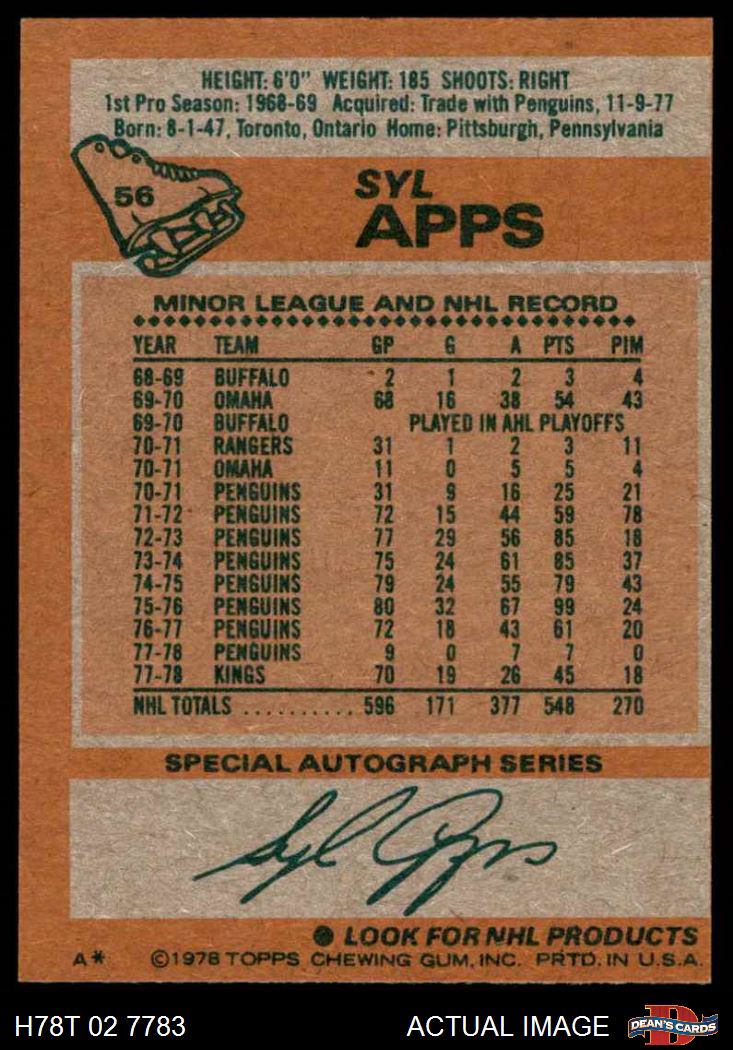 HEIGHT: 6'0" WEIGHT: 185 SHOOTS: RIGHT
1st Pro Season: 1968-69 Acquired: Trade with Penguins, 11-9-77
Born: 8-1-47, Toronto, Ontario Home: Pittsburgh, Pennsylvania
56
SYL
APPS
MINOR LEAGUE AND NHL RECORD
YEAR TEAM GP G A PTS PIM
68-69 BUFFALO 2 1 2 3 4
69-70 OMAHA 68 16 38 54 43
69-70 BUFFALO PLAYED IN AHL PLAYOFFS
70-71 RANGERS 31 1 2 3 11
70-71 OMAHA 11 0 5 5 4
70-71 PENGUINS 31 9 16 25 21
71-72 PENGUINS 72 15 44 59 78
72-73 PENGUINS 77 29 56 85 18
73-74 PENGUINS 75 24 61 85 37
74-75 PENGUINS 79 24 55 79 43
75-76 PENGUINS 80 32 67 99 24
76-77 PENGUINS 72 18 43 61 20
77-78 PENGUINS 9 0 7 7 0
77-78 KINGS 70 19 26 45 18
NHL TOTALS .......... 596 171 377 548 270
SPECIAL AUTOGRAPH SERIES
Syl Apps
● LOOK FOR NHL PRODUCTS
A* ©1978 TOPPS CHEWING GUM, INC. PRTD. IN U.S.A.
H78T 02 7783 ACTUAL IMAGE D DEAN'S CARDS